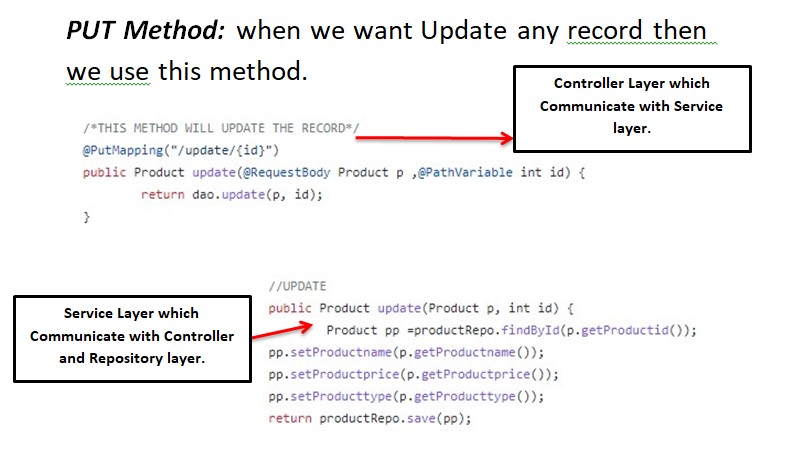 PUT Method: when we want Update any record then
we use this method.
Controller Layer which
Communicate with Service
layer.
/*THIS METHOD WILL UPDATE THE RECORD*/
@PutMapping("/update/{id}")
public Product update(@RequestBody Product p ,@PathVariable int id) {
return dao.update(p, id);
}
//UPDATE
public Product update(Product p, int id) {
Product pp =productRepo.findById(p.getProductid());
pp.setProductname(p.getProductname());
pp.setProductprice(p.getProductprice());
pp.setProducttype(p.getProducttype());
return productRepo.save(pp);
Service Layer which
Communicate with Controller
and Repository layer.